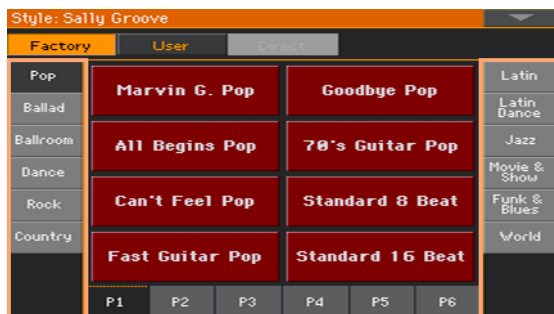 Style: Sally Groove
Factory User Direct
Pop
Ballad
Ballroom
Dance
Rock
Country
Marvin G. Pop Goodbye Pop
All Begins Pop 70's Guitar Pop
Can't Feel Pop Standard 8 Beat
Fast Guitar Pop Standard 16 Beat
Latin
Latin
Dance
Jazz
Movie &
Show
Funk &
Blues
World
P1 P2 P3 P4 P5 P6